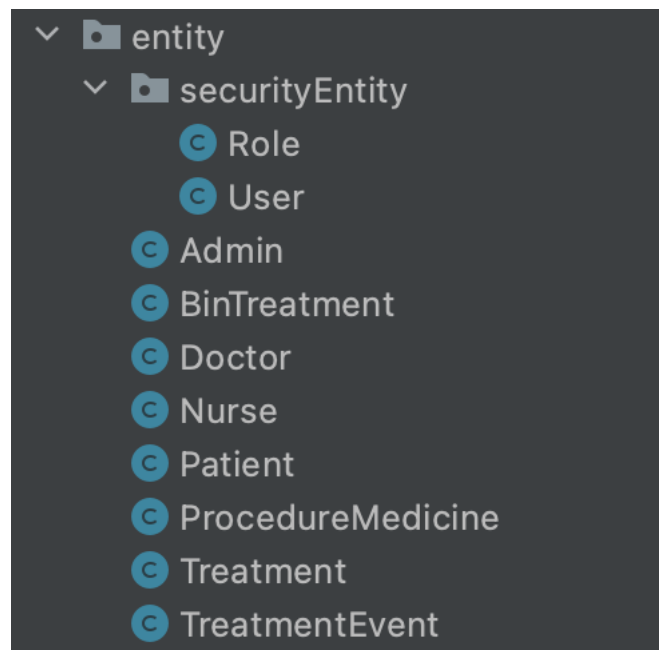 entity
securityEntity
C Role
C User
C Admin
C BinTreatment
C Doctor
C Nurse
C Patient
C ProcedureMedicine
C Treatment
C TreatmentEvent